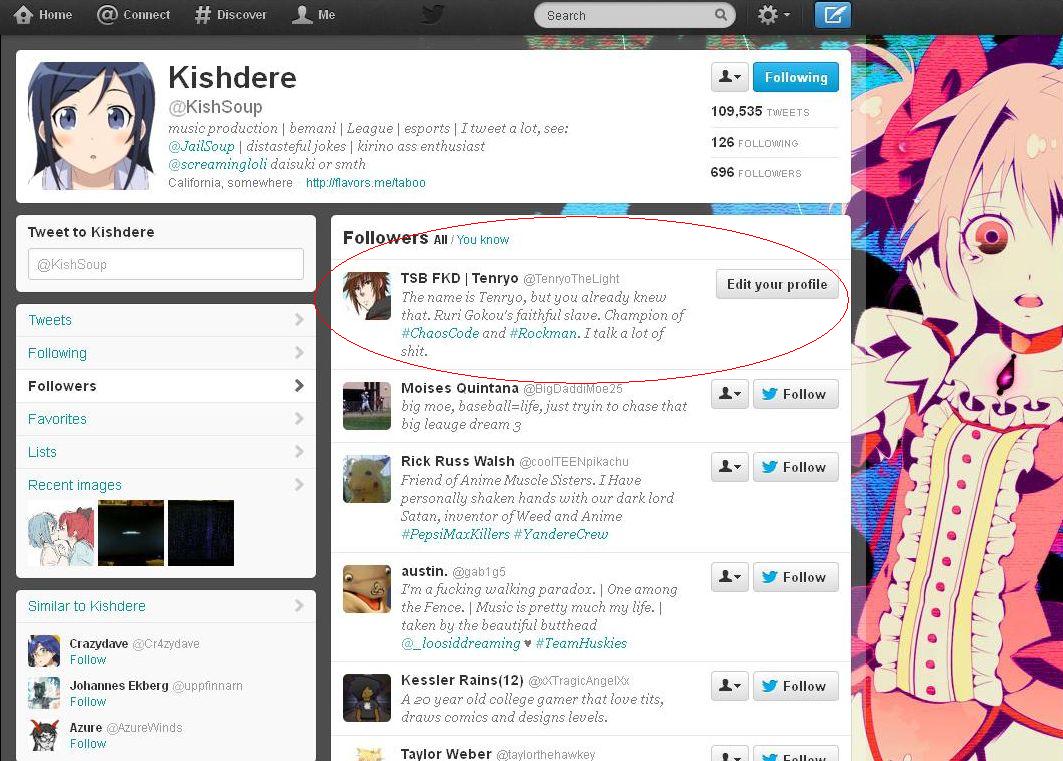 Home @ Connect # Discover Me Search
Kishdere
@KishSoup
music production | bemani | League | esports | I tweet a lot, see:
@JailSoup | distasteful jokes | kirino ass enthusiast
@screamingloli daisuki or smth
California, somewhere http://flavors.me/taboo
Following
109,535 TWEETS
126 FOLLOWING
696 FOLLOWERS
Tweet to Kishdere
@KishSoup
Tweets
Following
Followers
Favorites
Lists
Recent images
Similar to Kishdere
Crazydave @Cr4zydave
Follow
Johannes Ekberg @uppfinnarn
Follow
Azure @AzureWinds
Follow
Followers All / You know
TSB FKD | Tenryo @TenryoTheLight
Edit your profile
The name is Tenryo, but you already knew
that. Ruri Gokou's faithful slave. Champion of
#ChaosCode and #Rockman. I talk a lot of
shit.
Moises Quintana @BigDaddiMoe25
Follow
big moe, baseball=life, just tryin to chase that
big leauge dream 3
Rick Russ Walsh @coolTEENpikachu
Follow
Friend of Anime Muscle Sisters. I Have
personally shaken hands with our dark lord
Satan, inventor of Weed and Anime
#PepsiMaxKillers #YandereCrew
austin. @gab1g5
Follow
I'm a fucking walking paradox. | One among
the Fence. | Music is pretty much my life. |
taken by the beautiful butthead
@_loosiddreaming ♥ #TeamHuskies
Kessler Rains(12) @xXTragicAngelXx
Follow
A 20 year old college gamer that love tits,
draws comics and designs levels.
Taylor Weber @taylorthehawkey
Follow